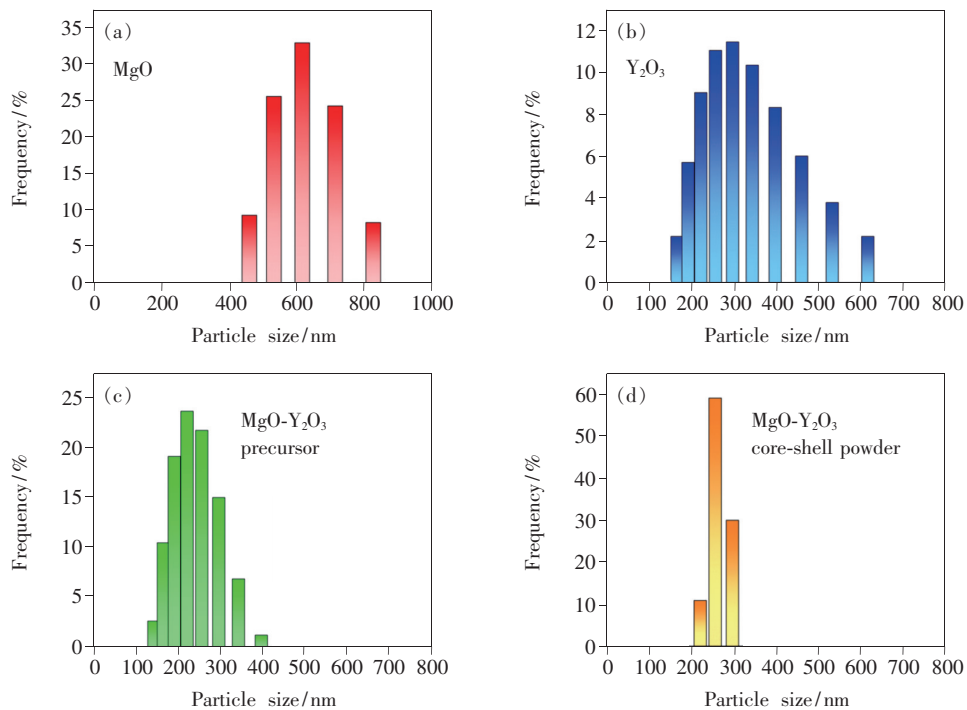 (a)
MgO
35
30
25
20
15
10
5
0
Frequency/%
0 200 400 600 800 1000
Particle size/nm
(b)
Y₂O₃
12
10
8
6
4
2
0
Frequency/%
0 100 200 300 400 500 600 700 800
Particle size/nm
(c)
MgO-Y₂O₃
precursor
25
20
15
10
5
0
Frequency/%
0 100 200 300 400 500 600 700 800
Particle size/nm
(d)
MgO-Y₂O₃
core-shell powder
60
50
40
30
20
10
0
Frequency/%
0 100 200 300 400 500 600 700 800
Particle size/nm